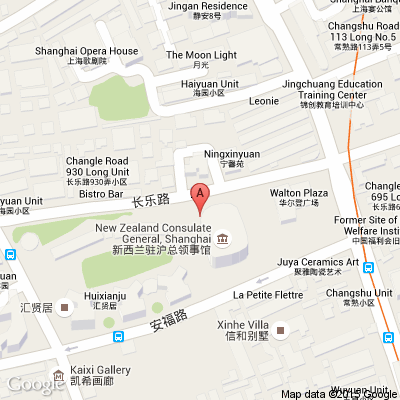 Jingan Residence
静安8号
上海宴公馆
Changshu Road
113 Long No.5
常熟路113弄5号
Shanghai Opera House
上海歌剧院
The Moon Light
月光
Haiyuan Unit
海园小区
Leonie
Jingchuang Education
Training Center
锦创教育培训中心
Ningxinyuan
宁馨苑
Changle Road
930 Long Unit
长乐路930弄小区
Bistro Bar
长乐路
A
Walton Plaza
华尔登广场
Changle
695 Lo
长乐路6
yuan Unit
海园小区
New Zealand Consulate
General, Shanghai
新西兰驻沪总领事馆
Former Site of
Welfare Instit
中国福利会旧
Juya Ceramics Art
聚雅陶瓷艺术
Huixianju
汇贤居
汇贤居
La Petite Flettre
Changshu Unit
常熟小区
安福路
Xinhe Villa
信和别墅
Kaixi Gallery
凯希画廊
Google
Map data ©2015 Google
Wuyuan Unit